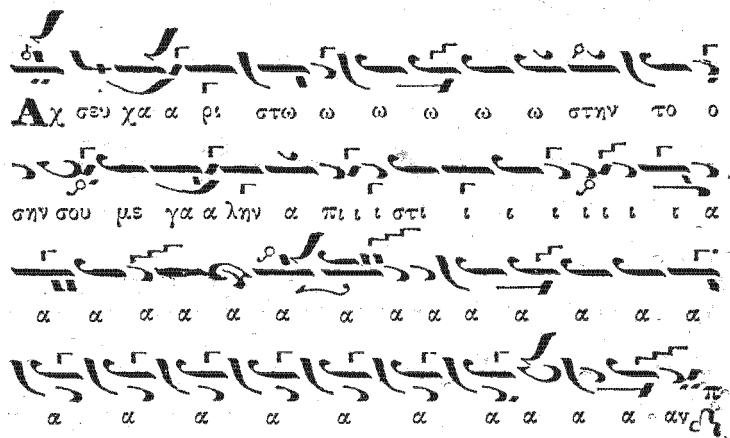 Αχ σευ χα α ρι στω ω ω ω ω ω στην το ο
σην σου με γα α λην α πι ι ι στι ι ι ι ι ι ι ι α
α α α α α α α α α α α α α α
α α α α α α α α α α α αν